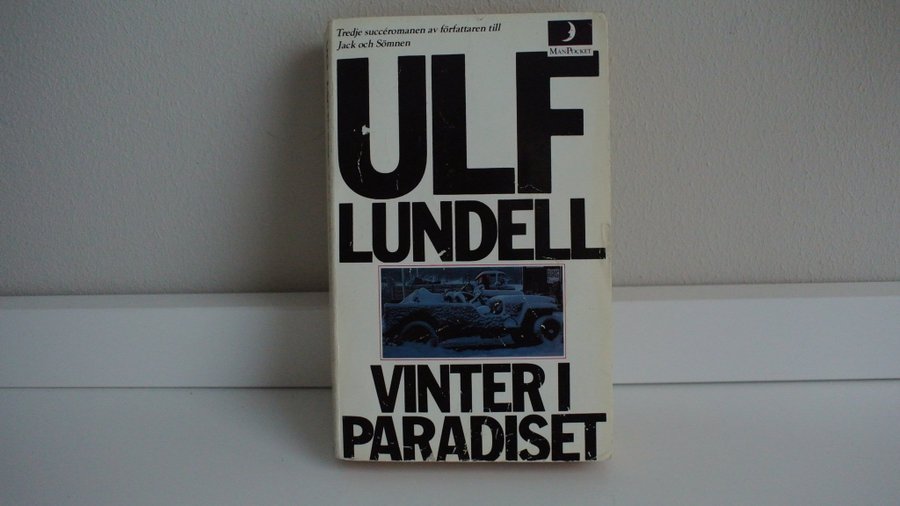 Tredje succéromanen av författaren till
Jack och Sömnen
MånPocket
ULF
LUNDELL
VINTER I
PARADISET